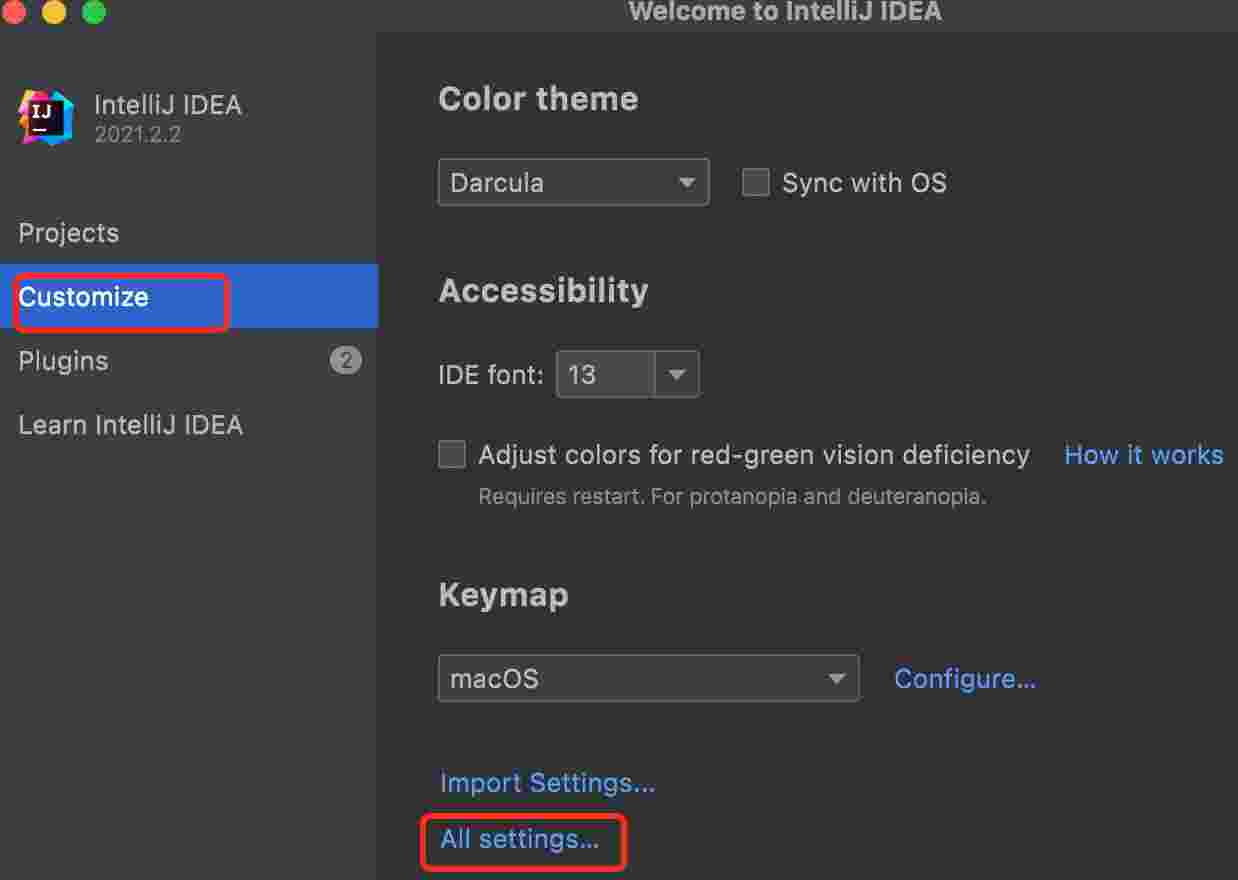 Welcome to IntelliJ IDEA
IJ
IntelliJ IDEA
2021.2.2
Projects
Customize
Plugins 2
Learn IntelliJ IDEA
Color theme
Darcula Sync with OS
Accessibility
IDE font: 13
Adjust colors for red-green vision deficiency How it works
Requires restart. For protanopia and deuteranopia.
Keymap
macOS Configure...
Import Settings...
All settings...